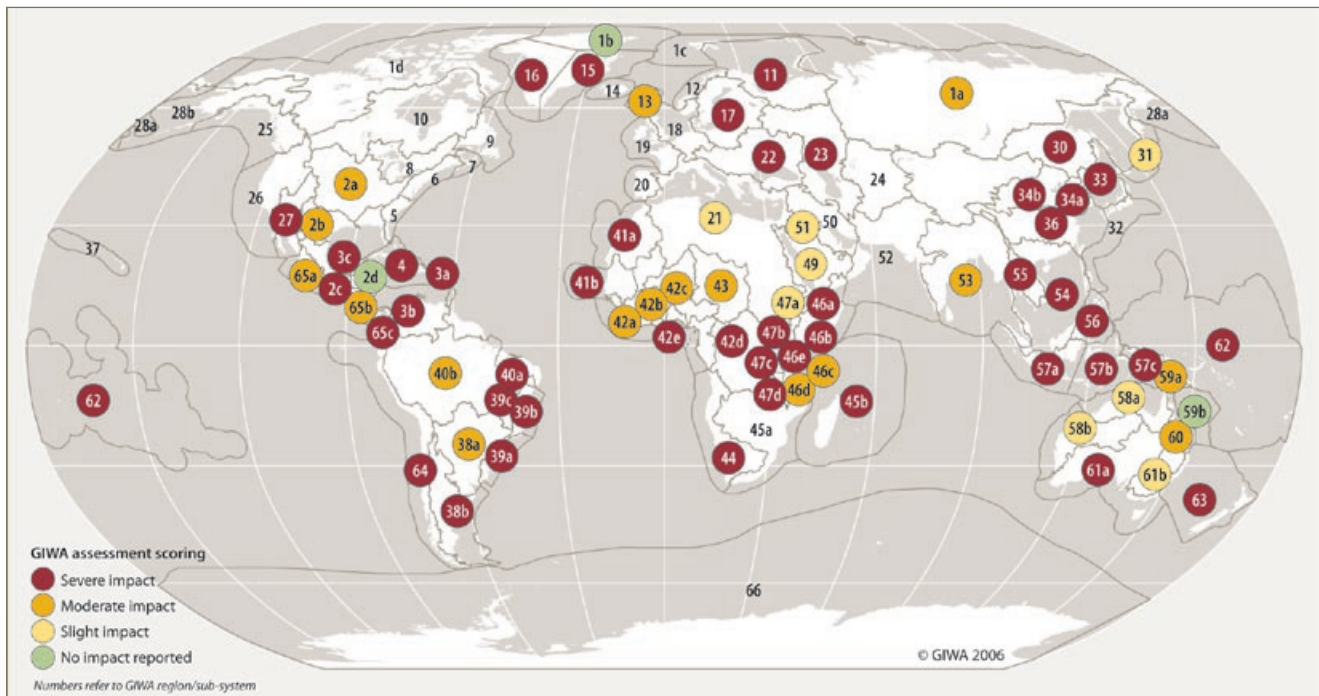 1b
1c
1d
16
15
11
14
13
12
1a
28b
28a
28a
25
10
17
18
9
19
22
23
30
31
8
7
6
2a
20
24
33
34b
34a
26
5
27
2b
21
51
50
36
32
41a
37
3c
4
3a
49
52
65a
2d
2c
41b
42c
43
53
55
54
65b
3b
42b
42a
47a
46a
56
65c
42e
42d
47b
46b
62
47c
46e
46c
57a
57b
57c
59a
40b
40a
39c
39b
47d
46d
45b
58a
59b
62
45a
58b
60
38a
39a
44
64
61a
61b
38b
63
GIWA assessment scoring
Severe impact
Moderate impact
Slight impact
No impact reported
66
© GIWA 2006
Numbers refer to GIWA region/sub-system